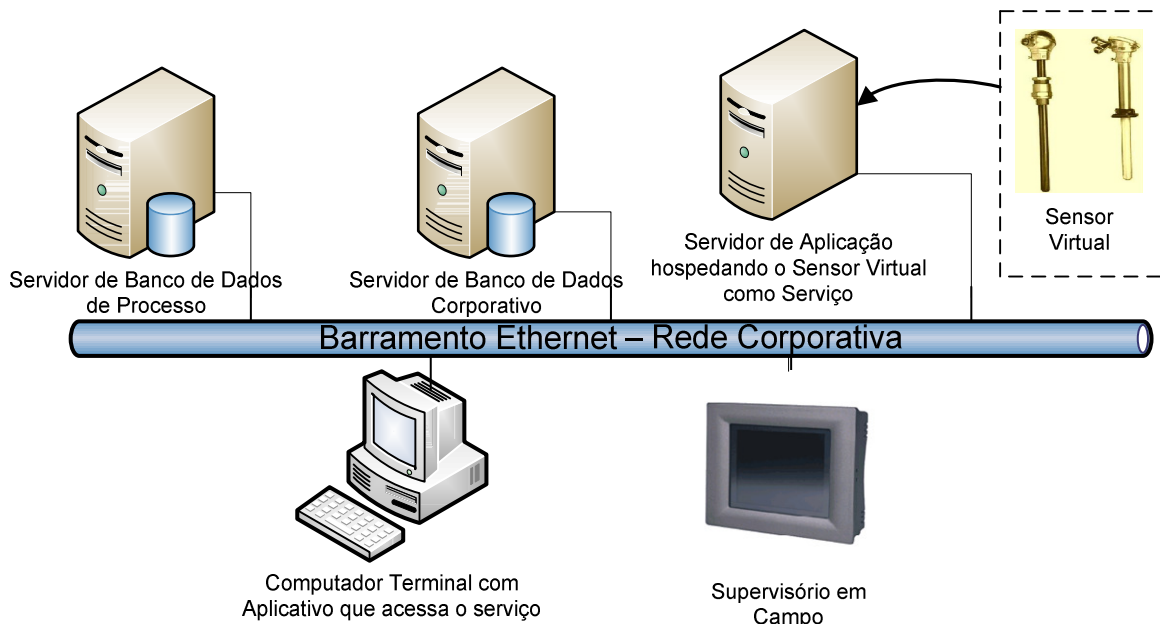 Sensor
Virtual
Servidor de Banco de Dados
de Processo
Servidor de Banco de Dados
Corporativo
Servidor de Aplicação
hospedando o Sensor Virtual
como Serviço
Barramento Ethernet – Rede Corporativa
Computador Terminal com
Aplicativo que acessa o serviço
Supervisório em
Campo